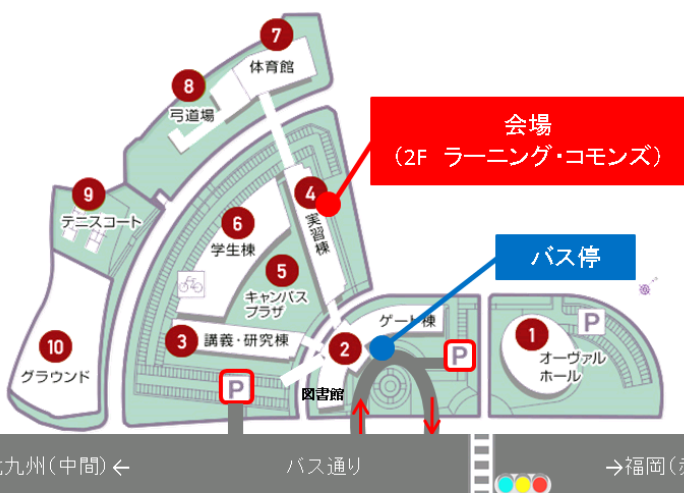 7
体育館
8
弓道場
会場
(2F ラーニング・コモンズ)
9
テニスコート
4
実習棟
6
学生棟
5
キャンパス
プラザ
バス停
10
グラウンド
3
講義・研究棟
2
ゲート棟
P
1
オーヴァル
ホール
P
P
図書館
九州(中間)←
バス通り
→福岡(